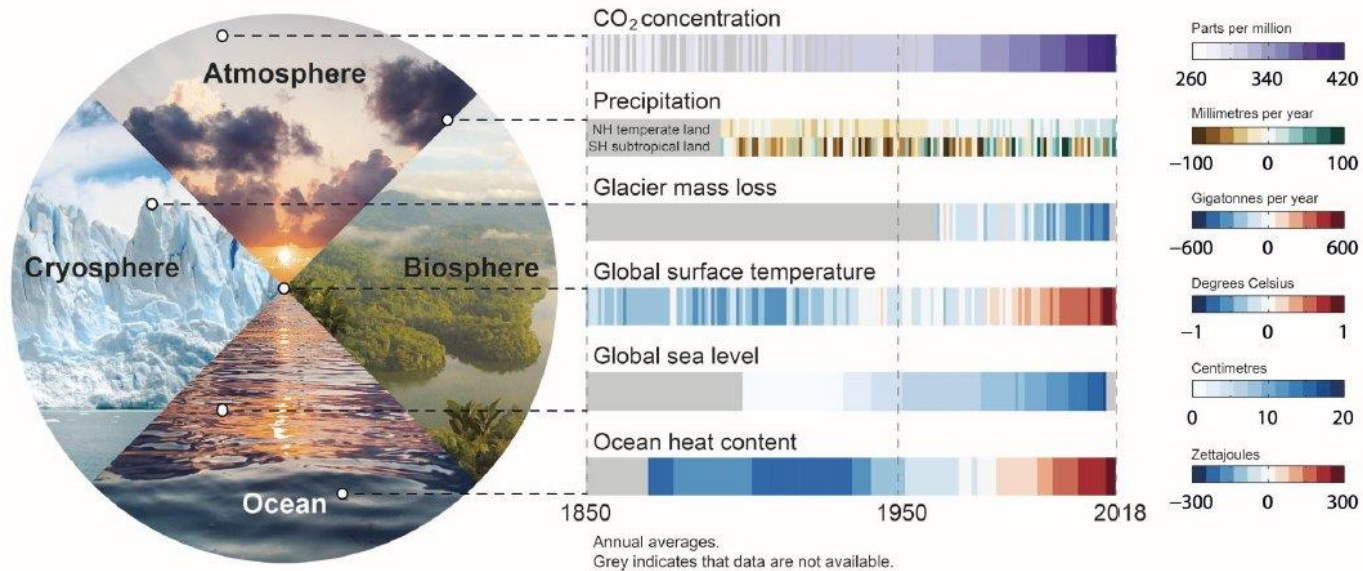 Atmosphere
Cryosphere
Biosphere
Ocean
CO₂ concentration
Precipitation
NH temperate land
SH subtropical land
Glacier mass loss
Global surface temperature
Global sea level
Ocean heat content
1850 1950 2018
Annual averages.
Grey indicates that data are not available.
Parts per million
260 340 420
Millimetres per year
−100 0 100
Gigatonnes per year
−600 0 600
Degrees Celsius
−1 0 1
Centimetres
0 10 20
Zettajoules
−300 0 300